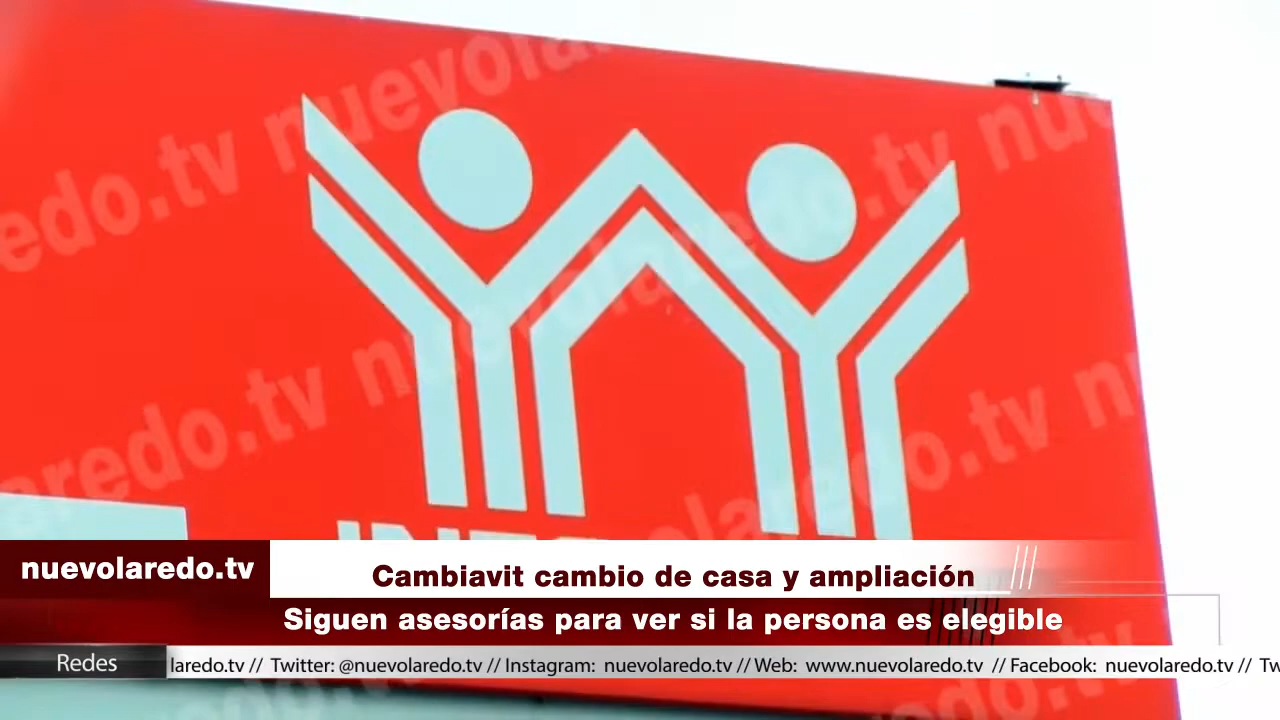 nuevolaredo.tv
Cambiavit cambio de casa y ampliación
Siguen asesorías para ver si la persona es elegible
Redes
laredo.tv // Twitter: @nuevolaredo.tv // Instagram: nuevolaredo.tv // Web: www.nuevolaredo.tv // Facebook: nuevolaredo.tv // Tw